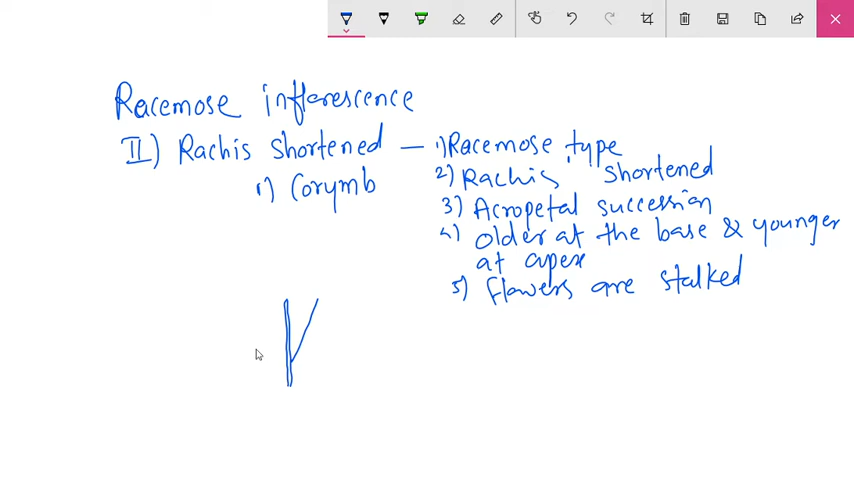 Racemose inflorescence
II) Rachis shortened — 1) Racemose type
1) Corymb
2) Rachis shortened
3) Acropetal succession
4) Older at the base & younger
at apex
5) flowers are stalked